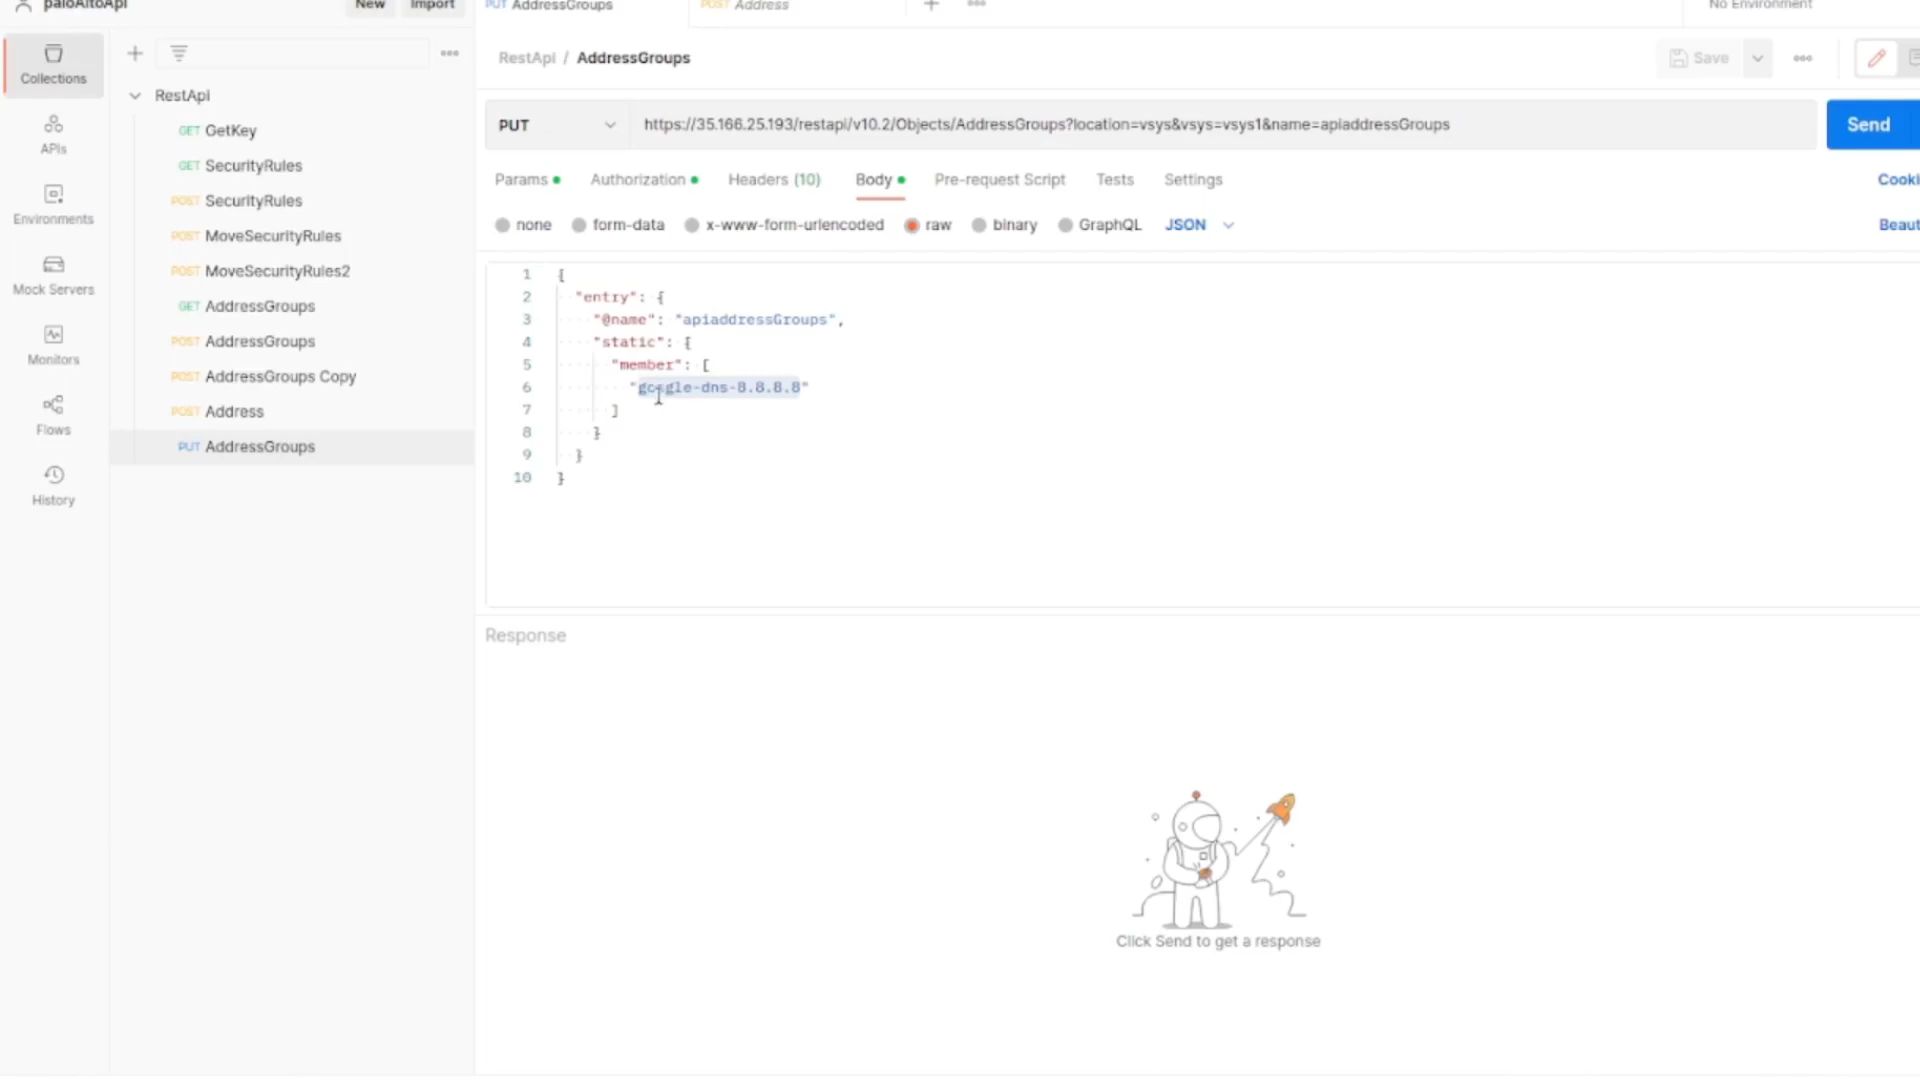 paloAltoApi
New
Import
PUT AddressGroups
POST Address
No Environment
Collections
APIs
Environments
Mock Servers
Monitors
Flows
History
RestApi
GET GetKey
GET SecurityRules
POST SecurityRules
POST MoveSecurityRules
POST MoveSecurityRules2
GET AddressGroups
POST AddressGroups
POST AddressGroups Copy
POST Address
PUT AddressGroups
RestApi / AddressGroups
Save
PUT
https://35.166.25.193/restapi/v10.2/Objects/AddressGroups?location=vsys&vsys=vsys1&name=apiaddressGroups
Send
Params
Authorization
Headers (10)
Body
Pre-request Script
Tests
Settings
Cooki
none
form-data
x-www-form-urlencoded
raw
binary
GraphQL
JSON
Beaut
1 {
2 "entry": {
3 "@name": "apiaddressGroups",
4 "static": {
5 "member": [
6 "google-dns-8.8.8.8"
7 ]
8 }
9 }
10 }
Response
Click Send to get a response